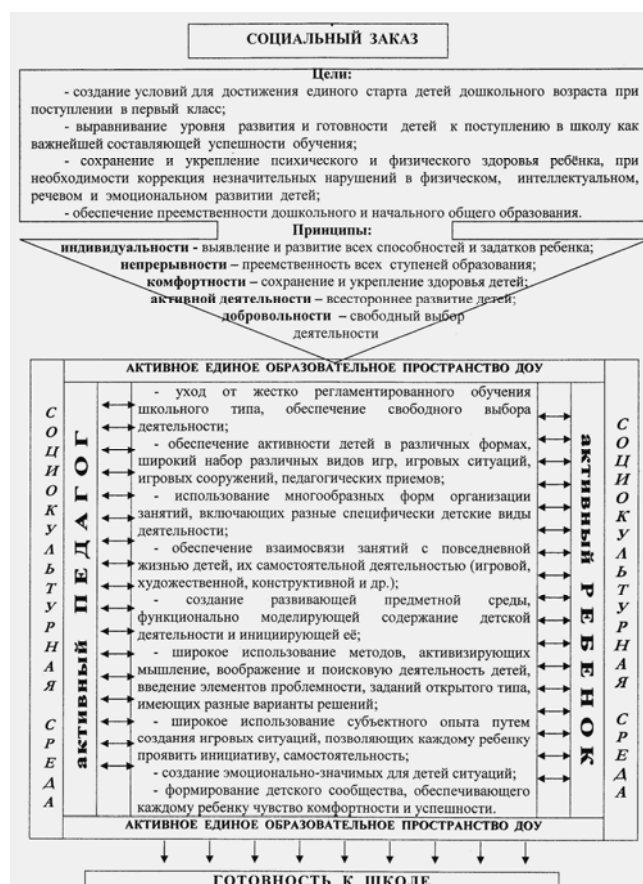 СОЦИАЛЬНЫЙ ЗАКАЗ
Цели:
- создание условий для достижения единого старта детей дошкольного возраста при
поступлении в первый класс;
- выравнивание уровня развития и готовности детей к поступлению в школу как
важнейшей составляющей успешности обучения;
- сохранение и укрепление психического и физического здоровья ребёнка, при
необходимости коррекция незначительных нарушений в физическом, интеллектуальном,
речевом и эмоциональном развитии детей;
- обеспечение преемственности дошкольного и начального общего образования.
Принципы:
индивидуальности - выявление и развитие всех способностей и задатков ребенка;
непрерывности – преемственность всех ступеней образования;
комфортности – сохранение и укрепление здоровья детей;
активной деятельности – всестороннее развитие детей;
добровольности – свободный выбор
деятельности
АКТИВНОЕ ЕДИНОЕ ОБРАЗОВАТЕЛЬНОЕ ПРОСТРАНСТВО ДОУ
СОЦИОКУЛЬТУРНАЯ СРЕДА
активный ПЕДАГОГ
- уход от жестко регламентированного обучения
школьного типа, обеспечение свободного выбора
деятельности;
- обеспечение активности детей в различных формах,
широкий набор различных видов игр, игровых ситуаций,
игровых сооружений, педагогических приемов;
- использование многообразных форм организации
занятий, включающих разные специфически детские виды
деятельности;
- обеспечение взаимосвязи занятий с повседневной
жизнью детей, их самостоятельной деятельностью (игровой,
художественной, конструктивной и др.);
- создание развивающей предметной среды,
функционально моделирующей содержание детской
деятельности и инициирующей её;
- широкое использование методов, активизирующих
мышление, воображение и поисковую деятельность детей,
введение элементов проблемности, заданий открытого типа,
имеющих разные варианты решений;
- широкое использование субъектного опыта путем
создания игровых ситуаций, позволяющих каждому ребенку
проявить инициативу, самостоятельность;
- создание эмоционально-значимых для детей ситуаций;
- формирование детского сообщества, обеспечивающего
каждому ребенку чувство комфортности и успешности.
активный РЕБЕНОК
СОЦИОКУЛЬТУРНАЯ СРЕДА
АКТИВНОЕ ЕДИНОЕ ОБРАЗОВАТЕЛЬНОЕ ПРОСТРАНСТВО ДОУ
ГОТОВНОСТЬ К ШКОЛЕ